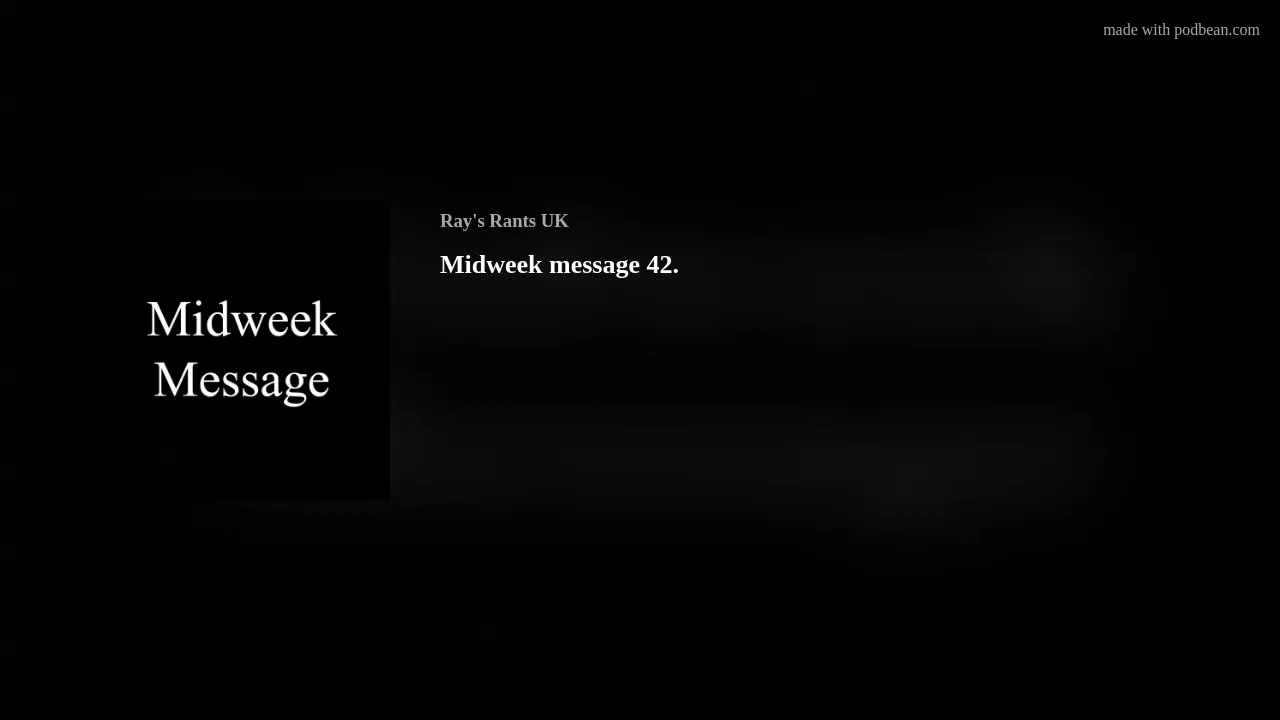 made with podbean.com
Ray's Rants UK
Midweek message 42.
Midweek
Message